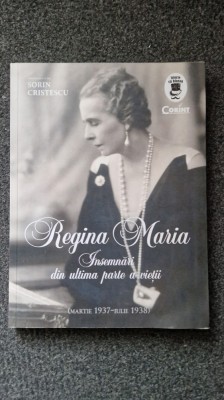 SORIN
CRISTESCU
CORINT
Regina Maria
Însemnări
din ultima parte a vieții
(MARTIE 1937-IULIE 1938)